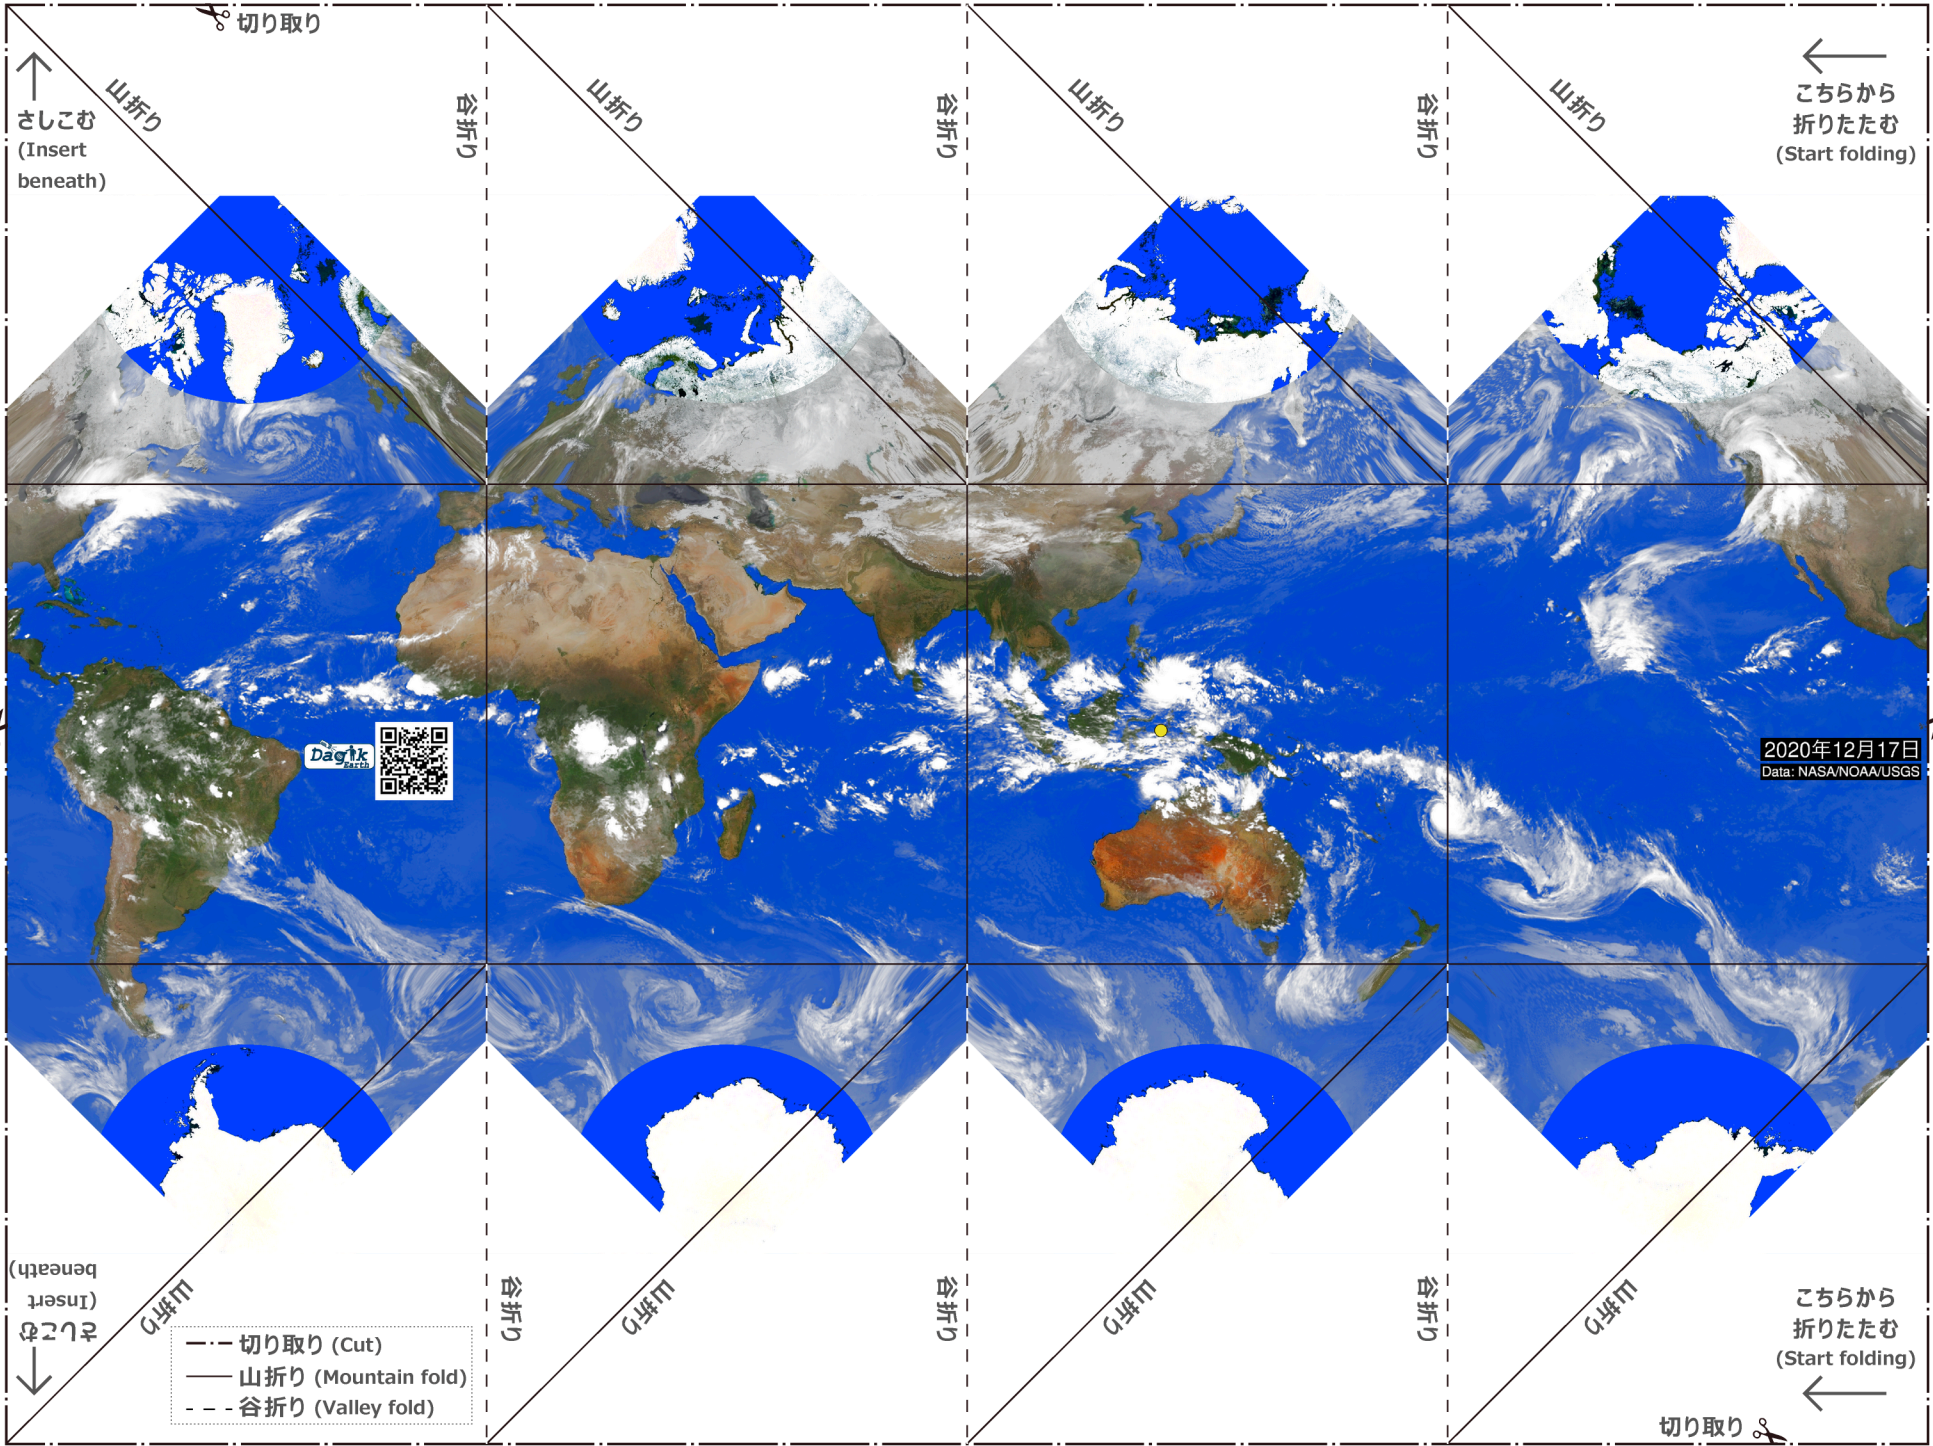 切り取り
山折り
谷折り
山折り
谷折り
山折り
谷折り
山折り
さしこむ
(Insert
beneath)
こちらから
折りたたむ
(Start folding)
Dagik
Earth
2020年12月17日
Data: NASA/NOAA/USGS
さしこむ
(Insert
beneath)
山折り
谷折り
山折り
谷折り
山折り
谷折り
山折り
切り取り (Cut)
山折り (Mountain fold)
谷折り (Valley fold)
こちらから
折りたたむ
(Start folding)
切り取り